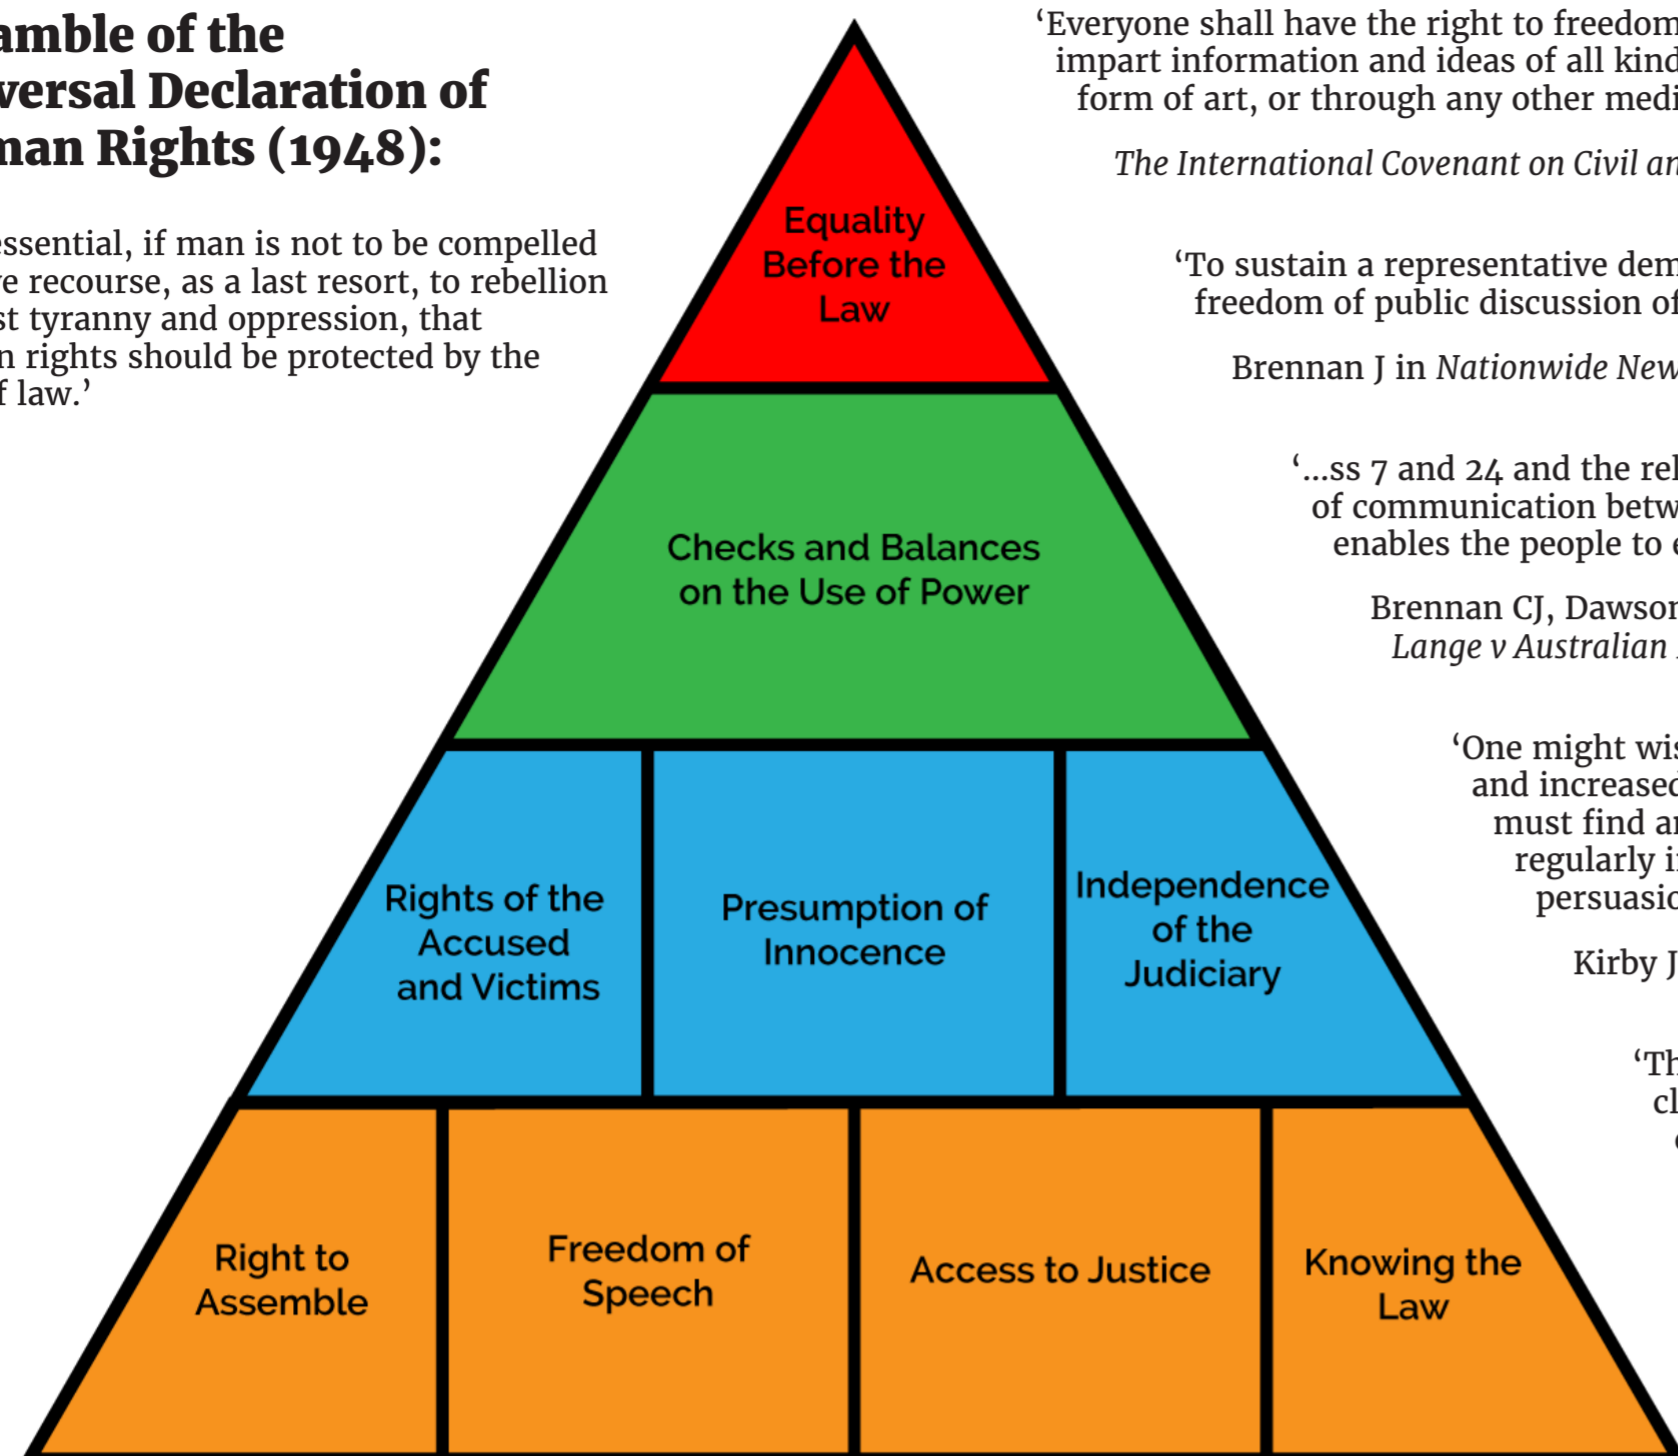 amble of the
versal Declaration of
man Rights (1948):
essential, if man is not to be compelled
ve recourse, as a last resort, to rebellion
st tyranny and oppression, that
n rights should be protected by the
f law.’
Equality
Before the
Law
Checks and Balances
on the Use of Power
Rights of the
Accused
and Victims
Presumption of
Innocence
Independence
of the
Judiciary
Right to
Assemble
Freedom of
Speech
Access to Justice
Knowing the
Law
‘Everyone shall have the right to freedom
impart information and ideas of all kind
form of art, or through any other medi
The International Covenant on Civil an
‘To sustain a representative dem
freedom of public discussion of
Brennan J in Nationwide New
‘...ss 7 and 24 and the rel
of communication betw
enables the people to e
Brennan CJ, Dawson
Lange v Australian
‘One might wis
and increased
must find an
regularly i
persuasio
Kirby J
‘Th
cl